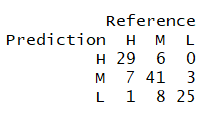 Reference
Prediction H M L
H 29 6 0
M 7 41 3
L 1 8 25